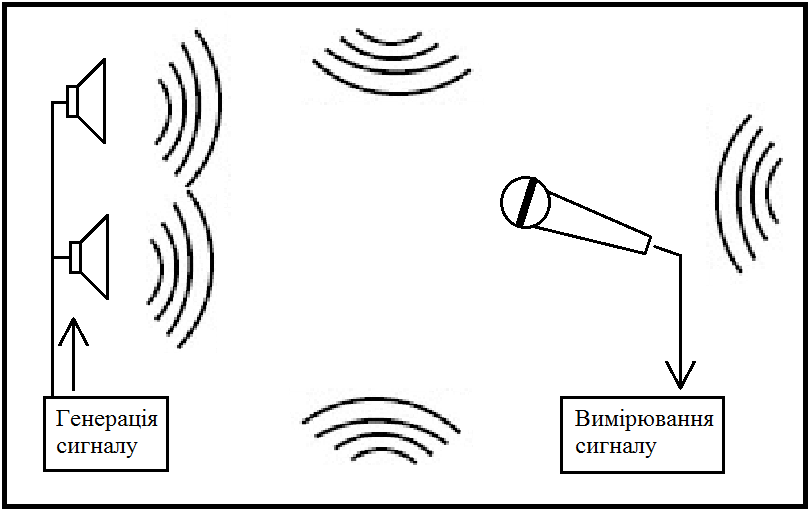 Генерація
сигналу
Вимірювання
сигналу